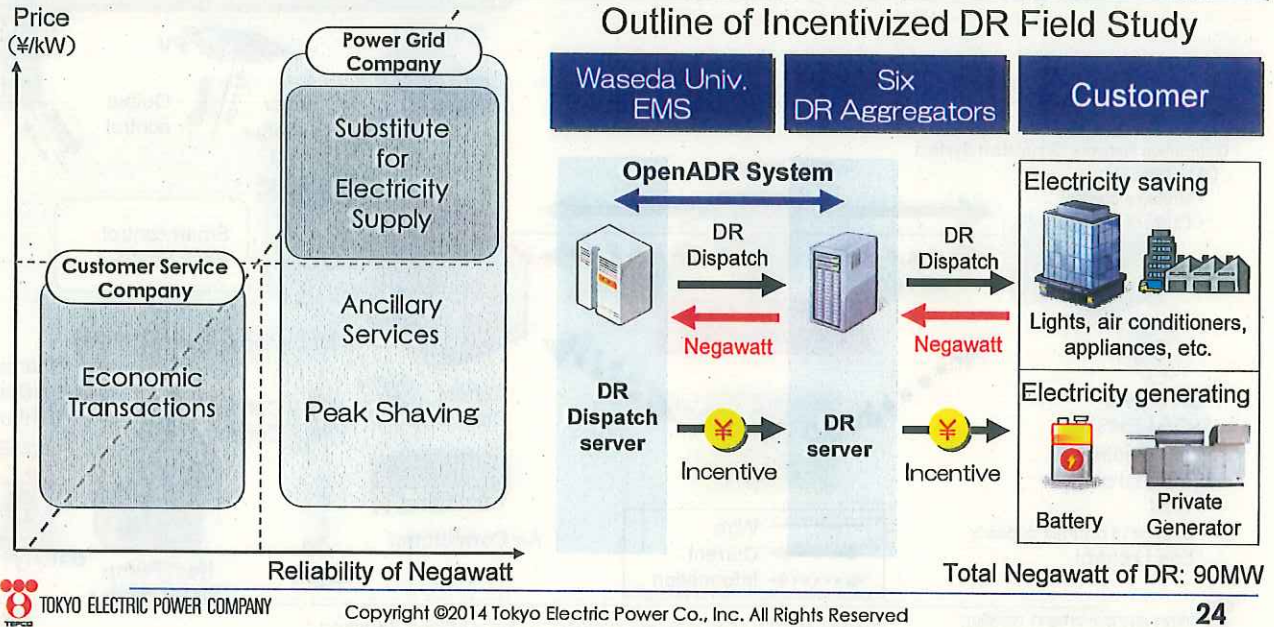 Price
(¥/kW)
Power Grid
Company
Substitute
for
Electricity
Supply
Customer Service
Company
Ancillary
Services
Economic
Transactions
Peak Shaving
Reliability of Negawatt
Outline of Incentivized DR Field Study
Waseda Univ.
EMS
Six
DR Aggregators
Customer
OpenADR System
DR
Dispatch
Negawatt
DR
Dispatch
Negawatt
Electricity saving
Lights, air conditioners,
appliances, etc.
DR
Dispatch
server
¥
Incentive
DR
server
¥
Incentive
Electricity generating
Battery
Private
Generator
Total Negawatt of DR: 90MW
TEPCO
TOKYO ELECTRIC POWER COMPANY
Copyright ©2014 Tokyo Electric Power Co., Inc. All Rights Reserved
24